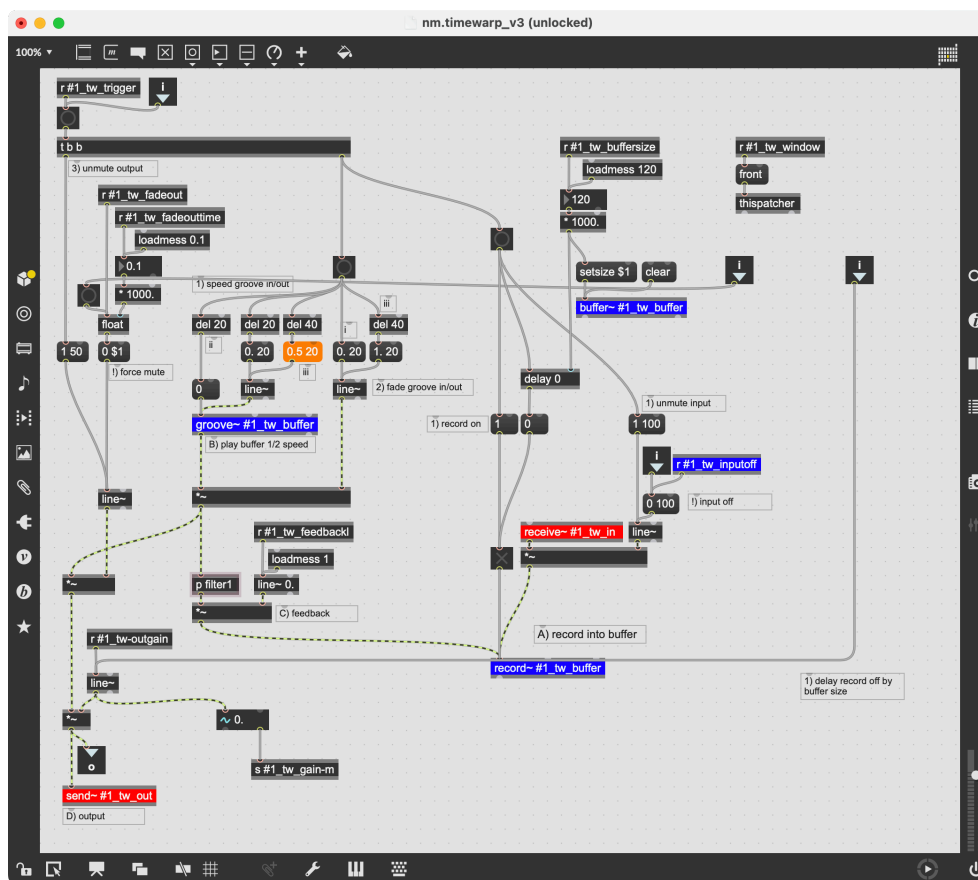 nm.timewarp_v3 (unlocked)
100%
r #1_tw_trigger
i
t b b
3) unmute output
r #1_tw_fadeout
r #1_tw_fadeouttime
loadmess 0.1
0.1
* 1000.
float
1 50
0 $1
!) force mute
1) speed groove in/out
del 20
del 20
del 40
iii
del 40
ii
i
0. 20
0.5 20
0. 20
1. 20
iii
0
line~
line~
2) fade groove in/out
groove~ #1_tw_buffer
B) play buffer 1/2 speed
line~
*~
r #1_tw_feedbackl
loadmess 1
*~
p filter1
line~ 0.
*~
C) feedback
r #1_tw-outgain
line~
*~
0.
o
s #1_tw_gain-m
send~ #1_tw_out
D) output
r #1_tw_buffersize
loadmess 120
120
* 1000.
setsize $1
clear
buffer~ #1_tw_buffer
r #1_tw_window
front
thispatcher
i
i
delay 0
1) record on
1
0
1) unmute input
1 100
i
r #1_tw_inputoff
0 100
!) input off
receive~ #1_tw_in
line~
*~
A) record into buffer
record~ #1_tw_buffer
1) delay record off by
buffer size